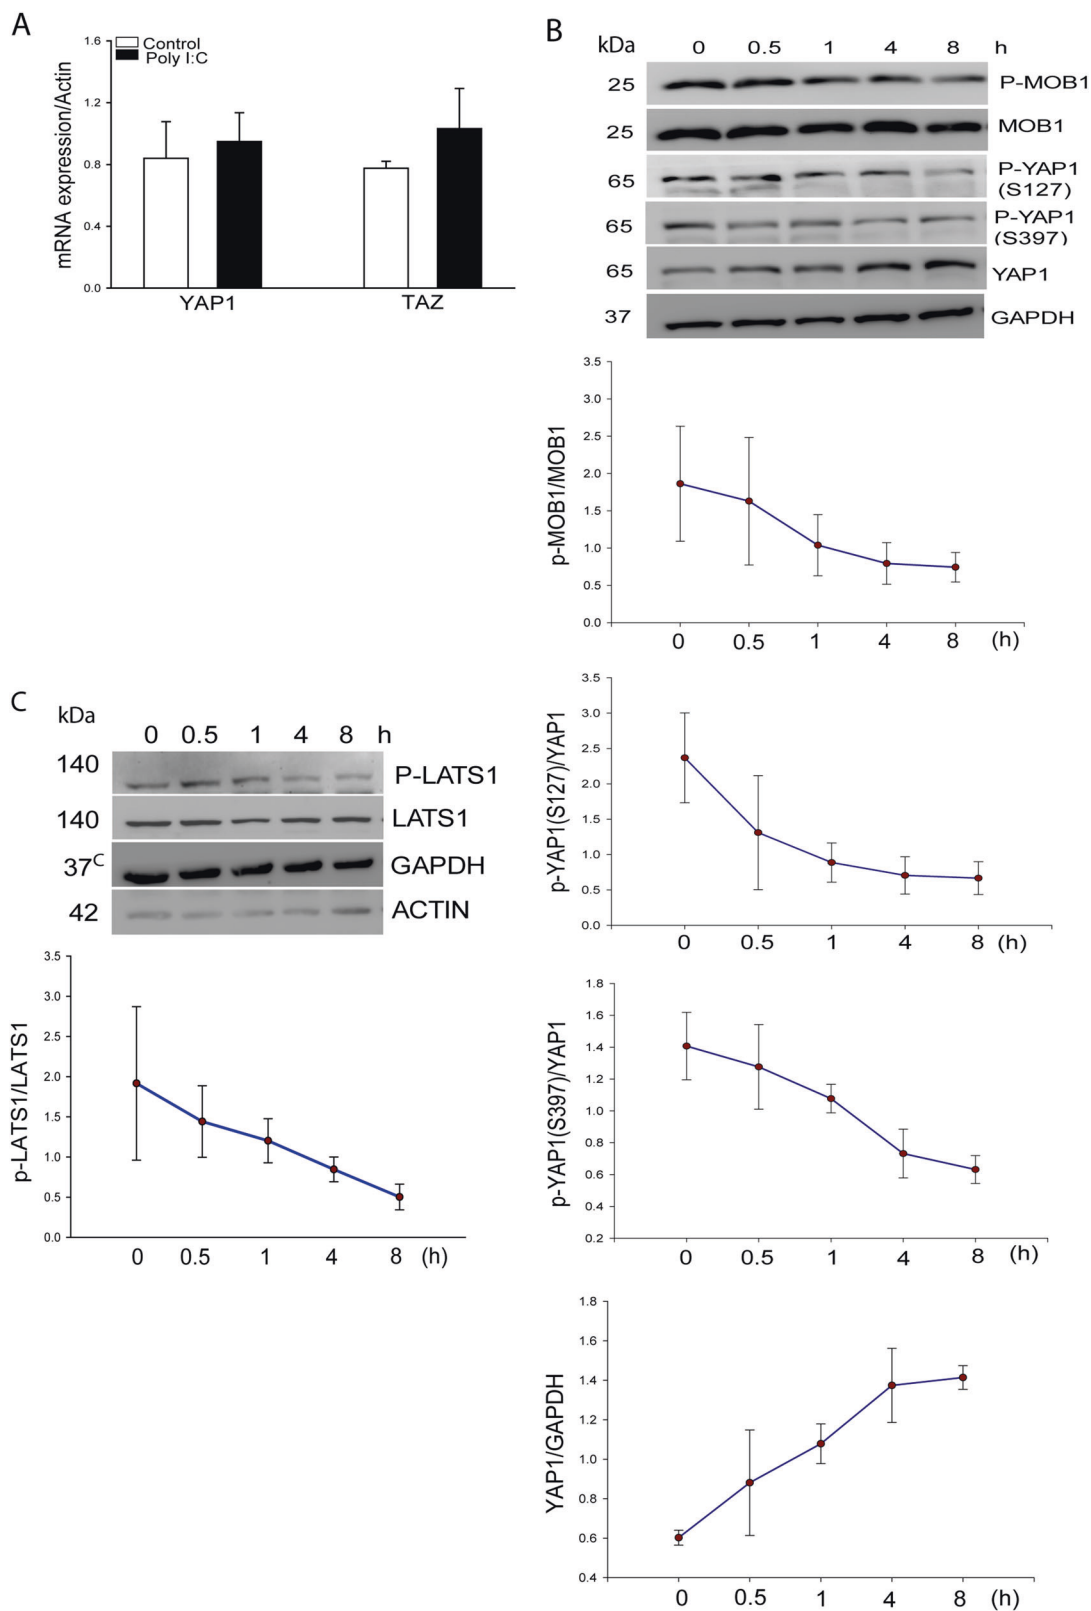 A
1.6
1.2
0.8
0.4
0.0
mRNA expression/Actin
Control
Poly I:C
YAP1 TAZ
B
kDa 0 0.5 1 4 8 h
25 P-MOB1
25 MOB1
65 P-YAP1
(S127)
65 P-YAP1
(S397)
65 YAP1
37 GAPDH
3.5
3.0
2.5
2.0
1.5
1.0
0.5
0.0
p-MOB1/MOB1
0 0.5 1 4 8 (h)
3.5
3.0
2.5
2.0
1.5
1.0
0.5
0.0
p-YAP1(S127)/YAP1
0 0.5 1 4 8 (h)
1.8
1.6
1.4
1.2
1.0
0.8
0.6
0.4
0.2
p-YAP1(S397)/YAP1
0 0.5 1 4 8 (h)
1.8
1.6
1.4
1.2
1.0
0.8
0.6
0.4
YAP1/GAPDH
0 0.5 1 4 8 (h)
C
kDa
0 0.5 1 4 8 h
140 P-LATS1
140 LATS1
37C GAPDH
42 ACTIN
3.5
3.0
2.5
2.0
1.5
1.0
0.5
0.0
p-LATS1/LATS1
0 0.5 1 4 8 (h)